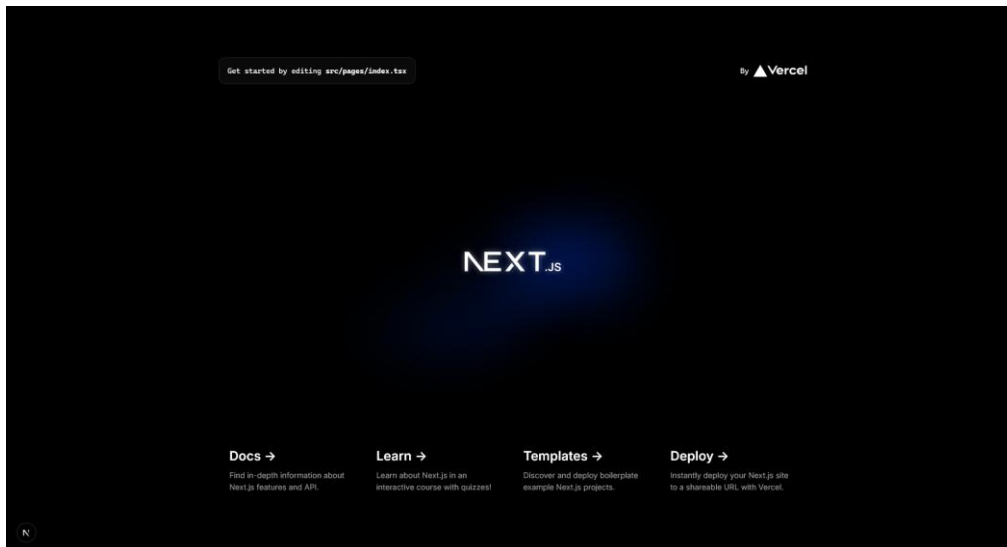 Get started by editing src/pages/index.tsx
By Vercel
NEXT.JS
Docs ->
Find in-depth information about
Next.js features and API.
Learn ->
Learn about Next.js in an
interactive course with quizzes!
Templates ->
Discover and deploy boilerplate
example Next.js projects.
Deploy ->
Instantly deploy your Next.js site
to a shareable URL with Vercel.
N